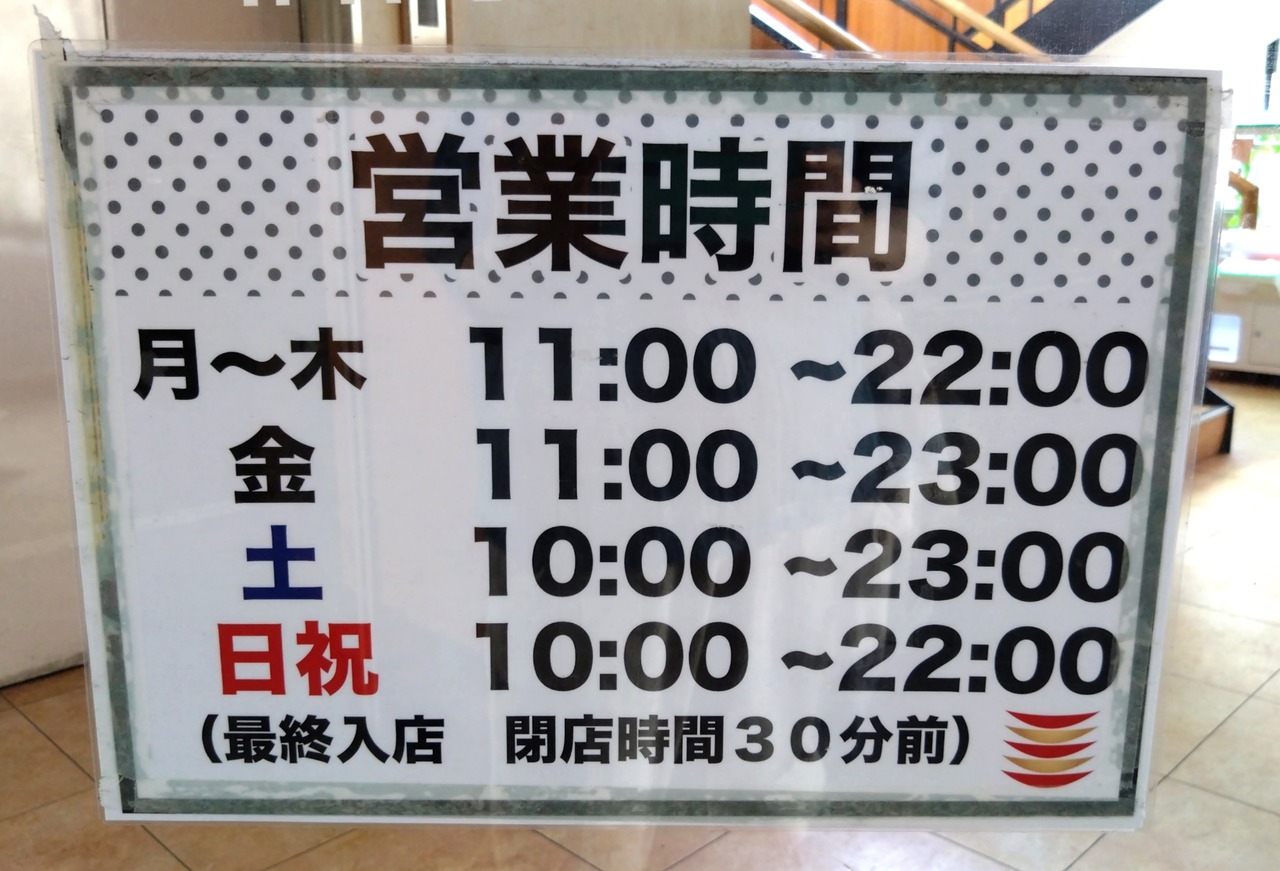 営業時間
月〜木 11:00 ~22:00
金 11:00 ~23:00
土 10:00 ~23:00
日祝 10:00 ~22:00
（最終入店 閉店時間３０分前）